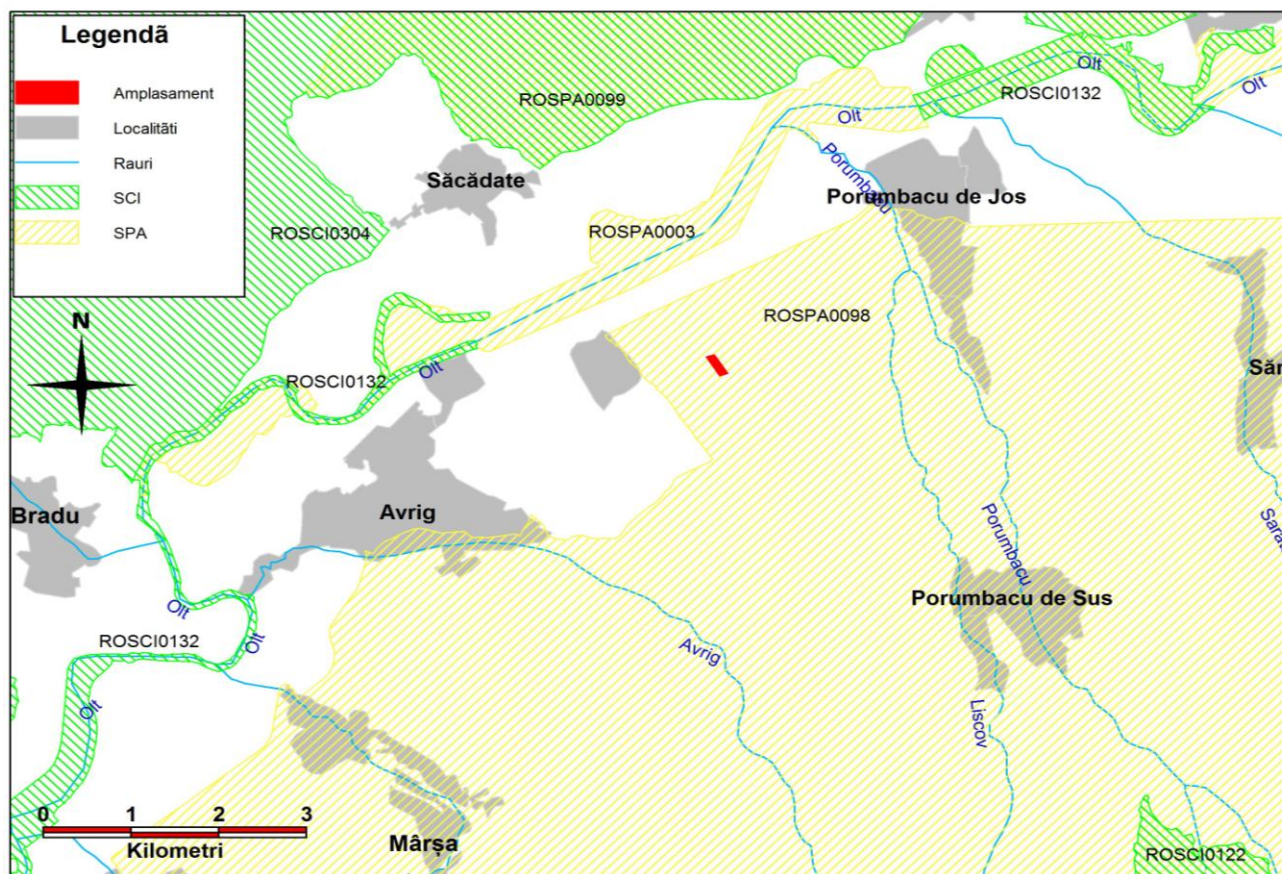 Legendã
Amplasament
Localitãti
Rauri
SCI
SPA
ROSPA0099
Olt
ROSCI0132
Olt
Olt
Săcădate
Porumbacu
Porumbacu de Jos
ROSCI0304
ROSPA0003
ROSPA0098
N
ROSCI0132
Olt
Avrig
Bradu
Porumbacu
Porumbacu de Sus
Olt
Olt
ROSCI0132
Avrig
Olt
Liscov
0 1 2 3
Kilometri
Mârșa
ROSCI0122